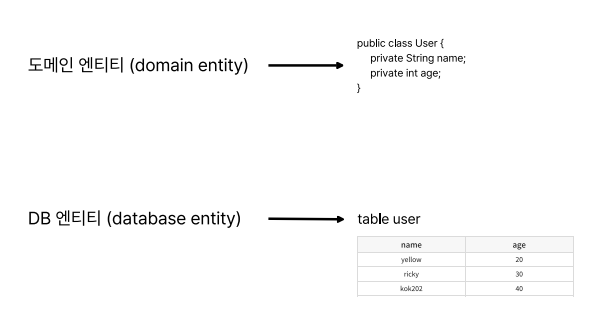 도메인 엔티티 (domain entity)
public class User {
private String name;
private int age;
}
DB 엔티티 (database entity)
table user
name age
yellow 20
ricky 30
kok202 40